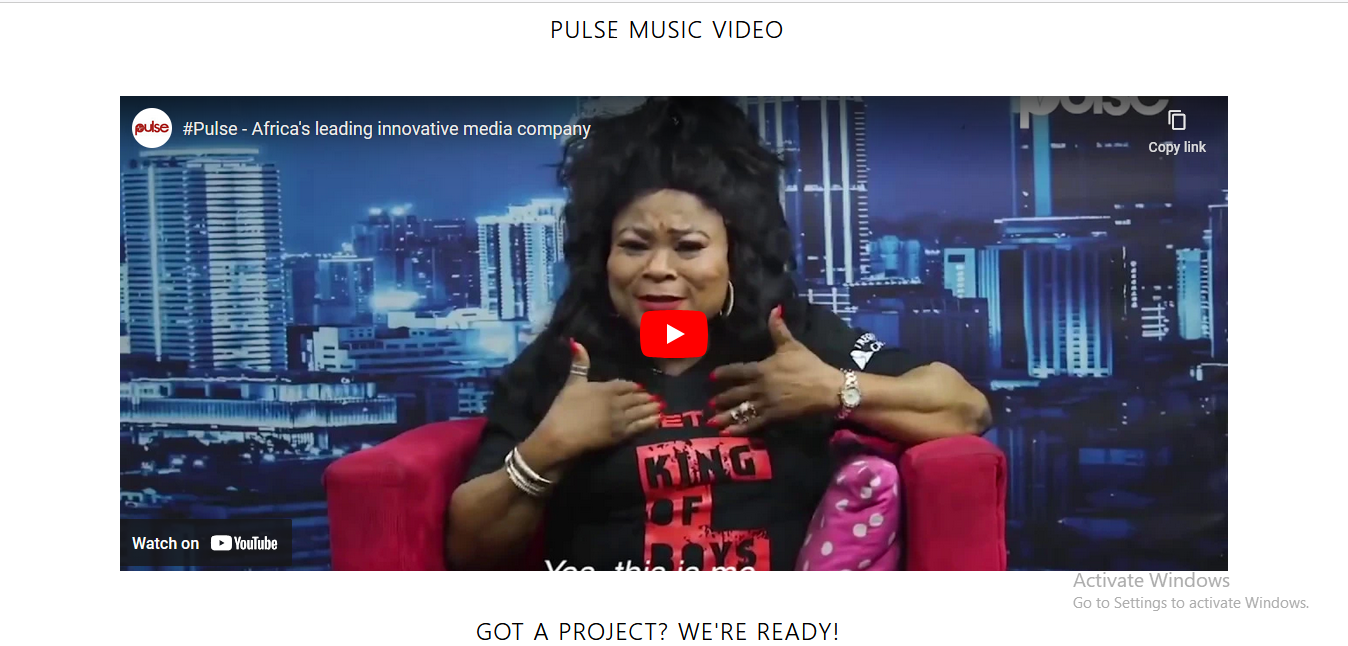 PULSE MUSIC VIDEO
pulse
pulse
#Pulse - Africa's leading innovative media company
Copy link
KING
OF
BOYS
Yes, this is me
Watch on YouTube
Activate Windows
Go to Settings to activate Windows.
GOT A PROJECT? WE'RE READY!